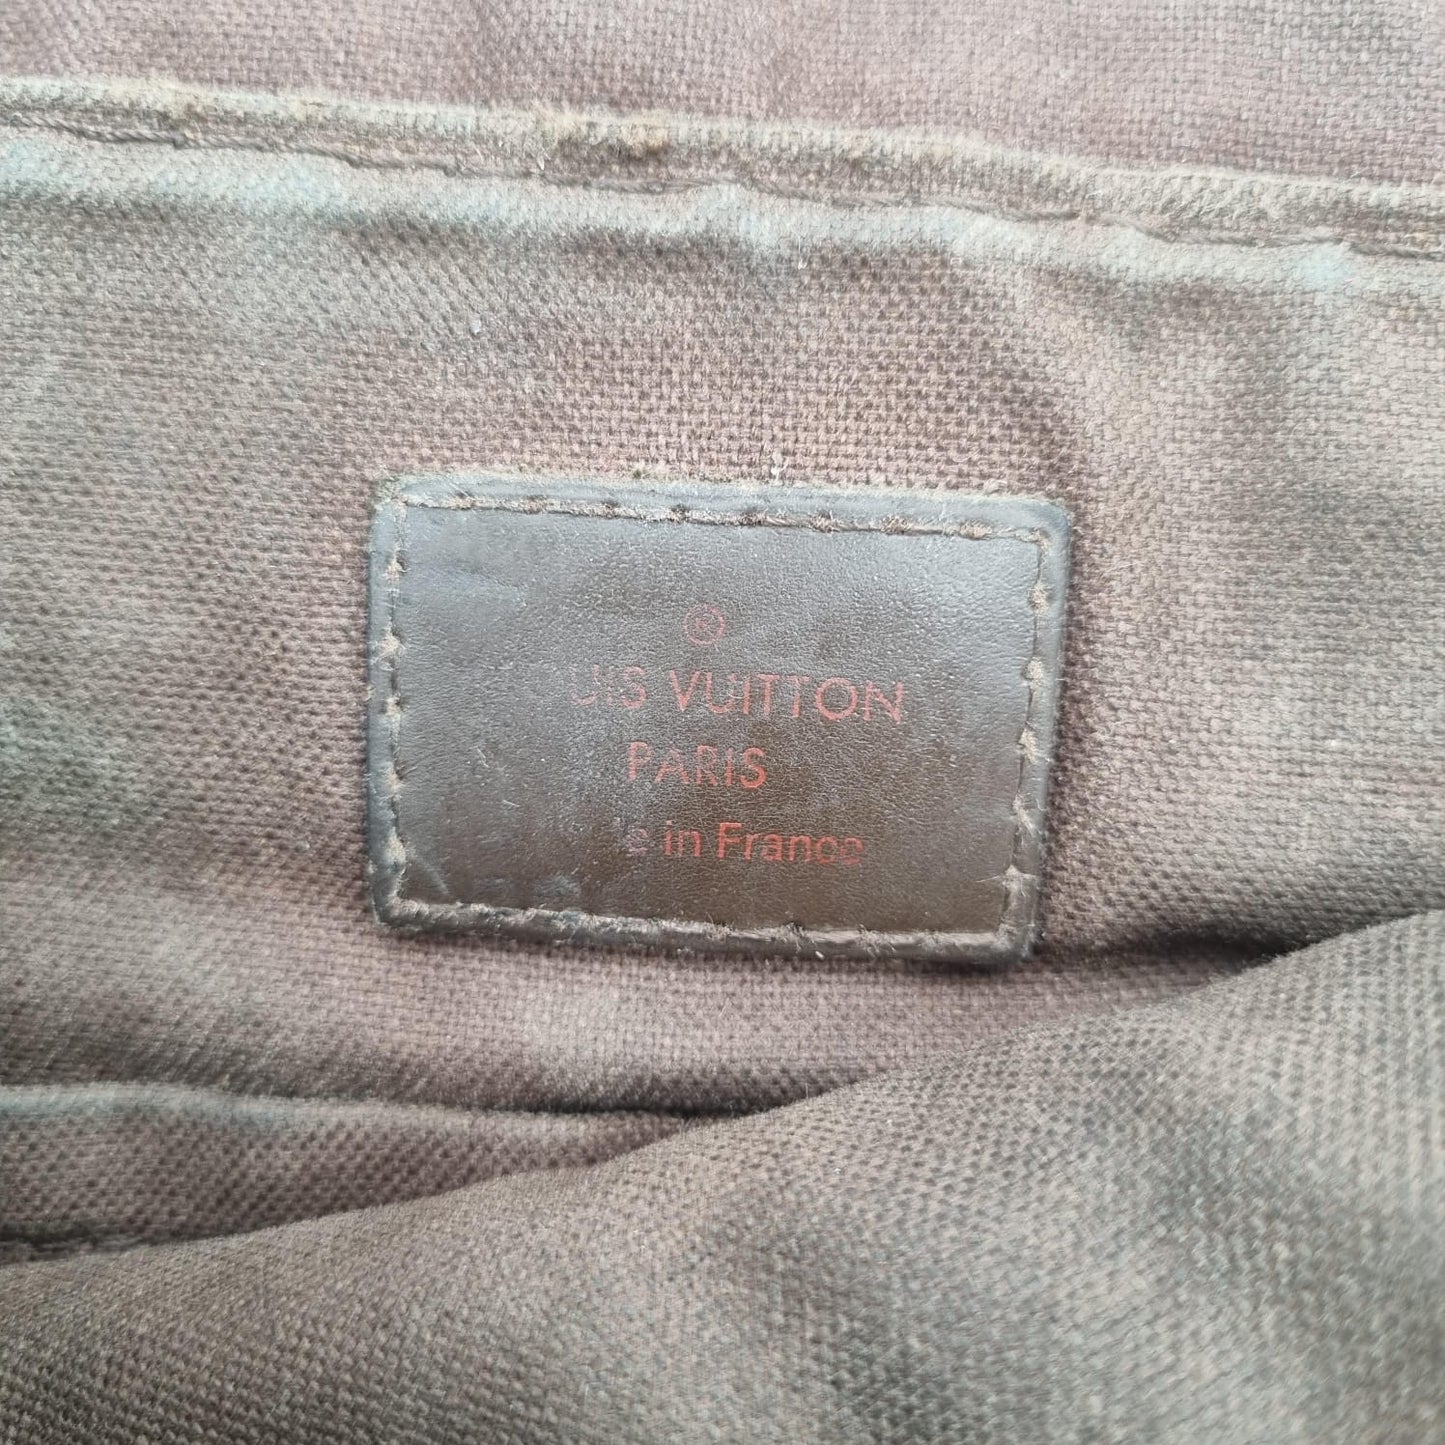 ®
UIS VUITTON
PARIS
e in France